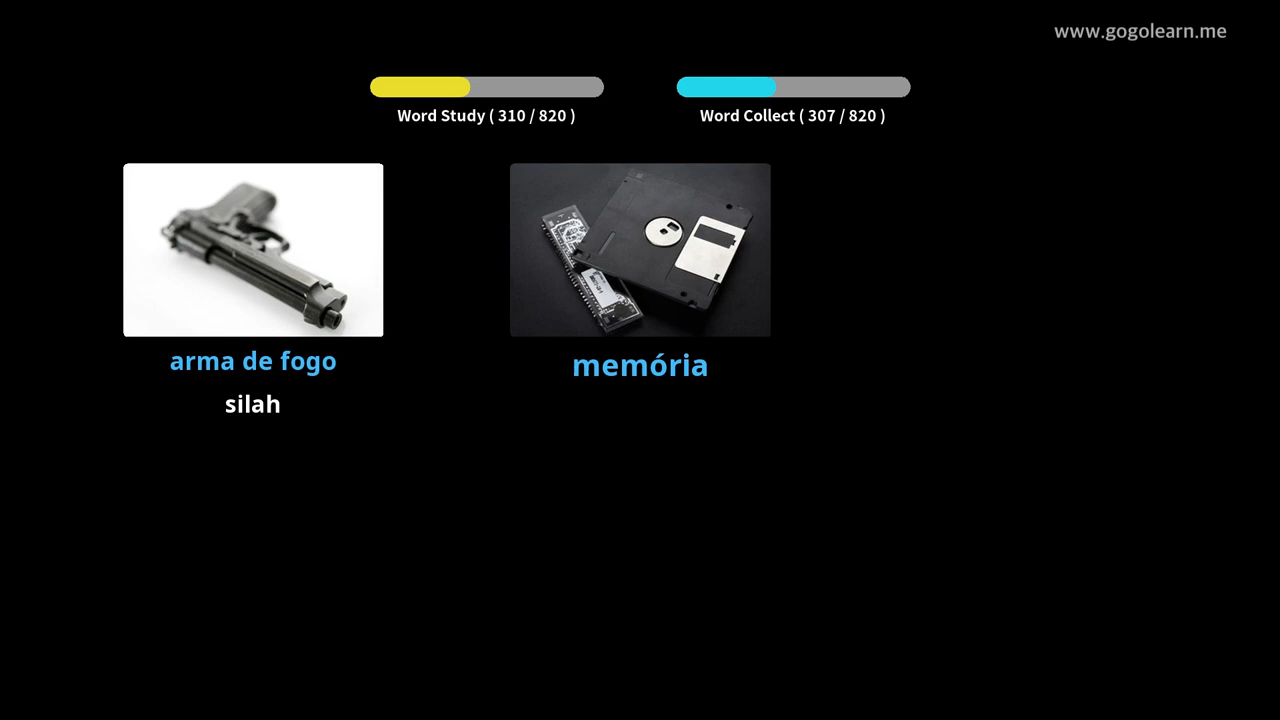 www.gogolearn.me
Word Study ( 310 / 820 )
Word Collect ( 307 / 820 )
arma de fogo
silah
memória